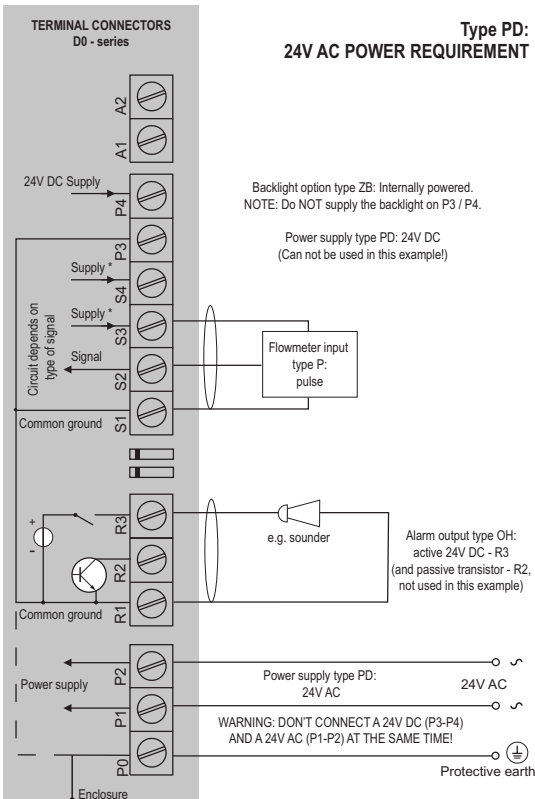 TERMINAL CONNECTORS
D0 - series
Type PD:
24V AC POWER REQUIREMENT
A2
A1
24V DC Supply
P4
Backlight option type ZB: Internally powered.
NOTE: Do NOT supply the backlight on P3 / P4.
P3
Power supply type PD: 24V DC
(Can not be used in this example!)
Supply *
S4
Supply *
S3
Circuit depends on
type of signal
Signal
S2
Flowmeter input
type P:
pulse
Common ground
S1
+
-
R3
e.g. sounder
Alarm output type OH:
active 24V DC - R3
(and passive transistor - R2,
not used in this example)
R2
Common ground
R1
P2
Power supply
Power supply type PD:
24V AC
24V AC
P1
WARNING: DON'T CONNECT A 24V DC (P3-P4)
AND A 24V AC (P1-P2) AT THE SAME TIME!
P0
Protective earth
Enclosure